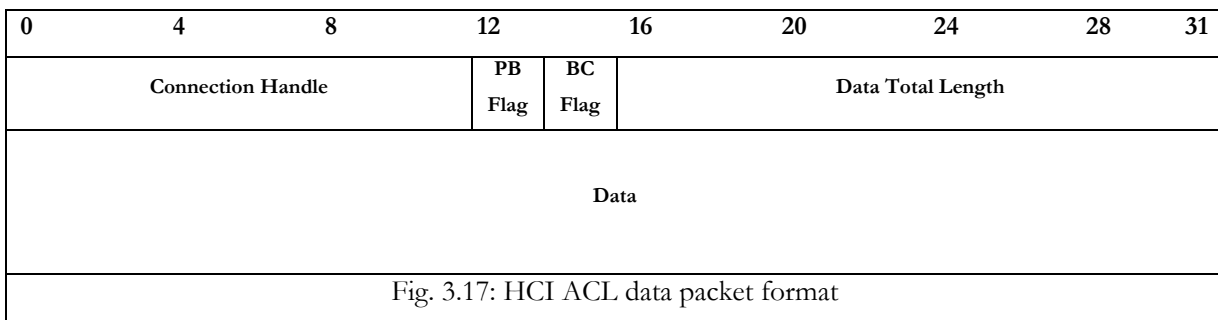 0 4 8 12 16 20 24 28 31
Connection Handle PB Flag BC Flag Data Total Length
Data
Fig. 3.17: HCI ACL data packet format